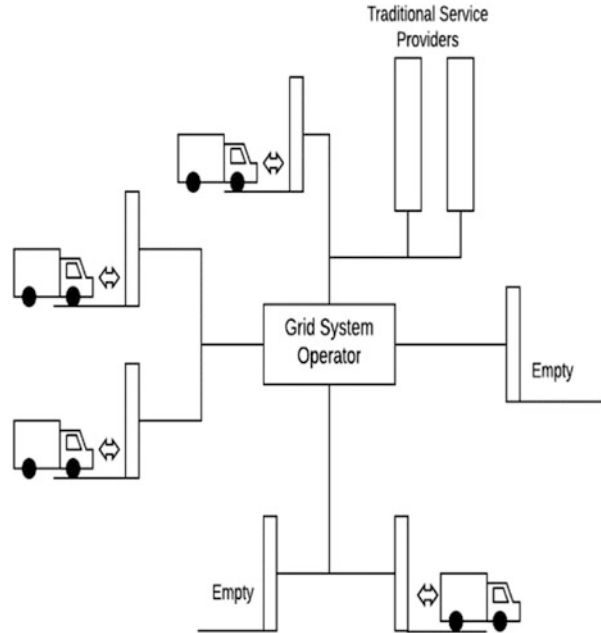 Traditional Service
Providers
Grid System
Operator
Empty
Empty